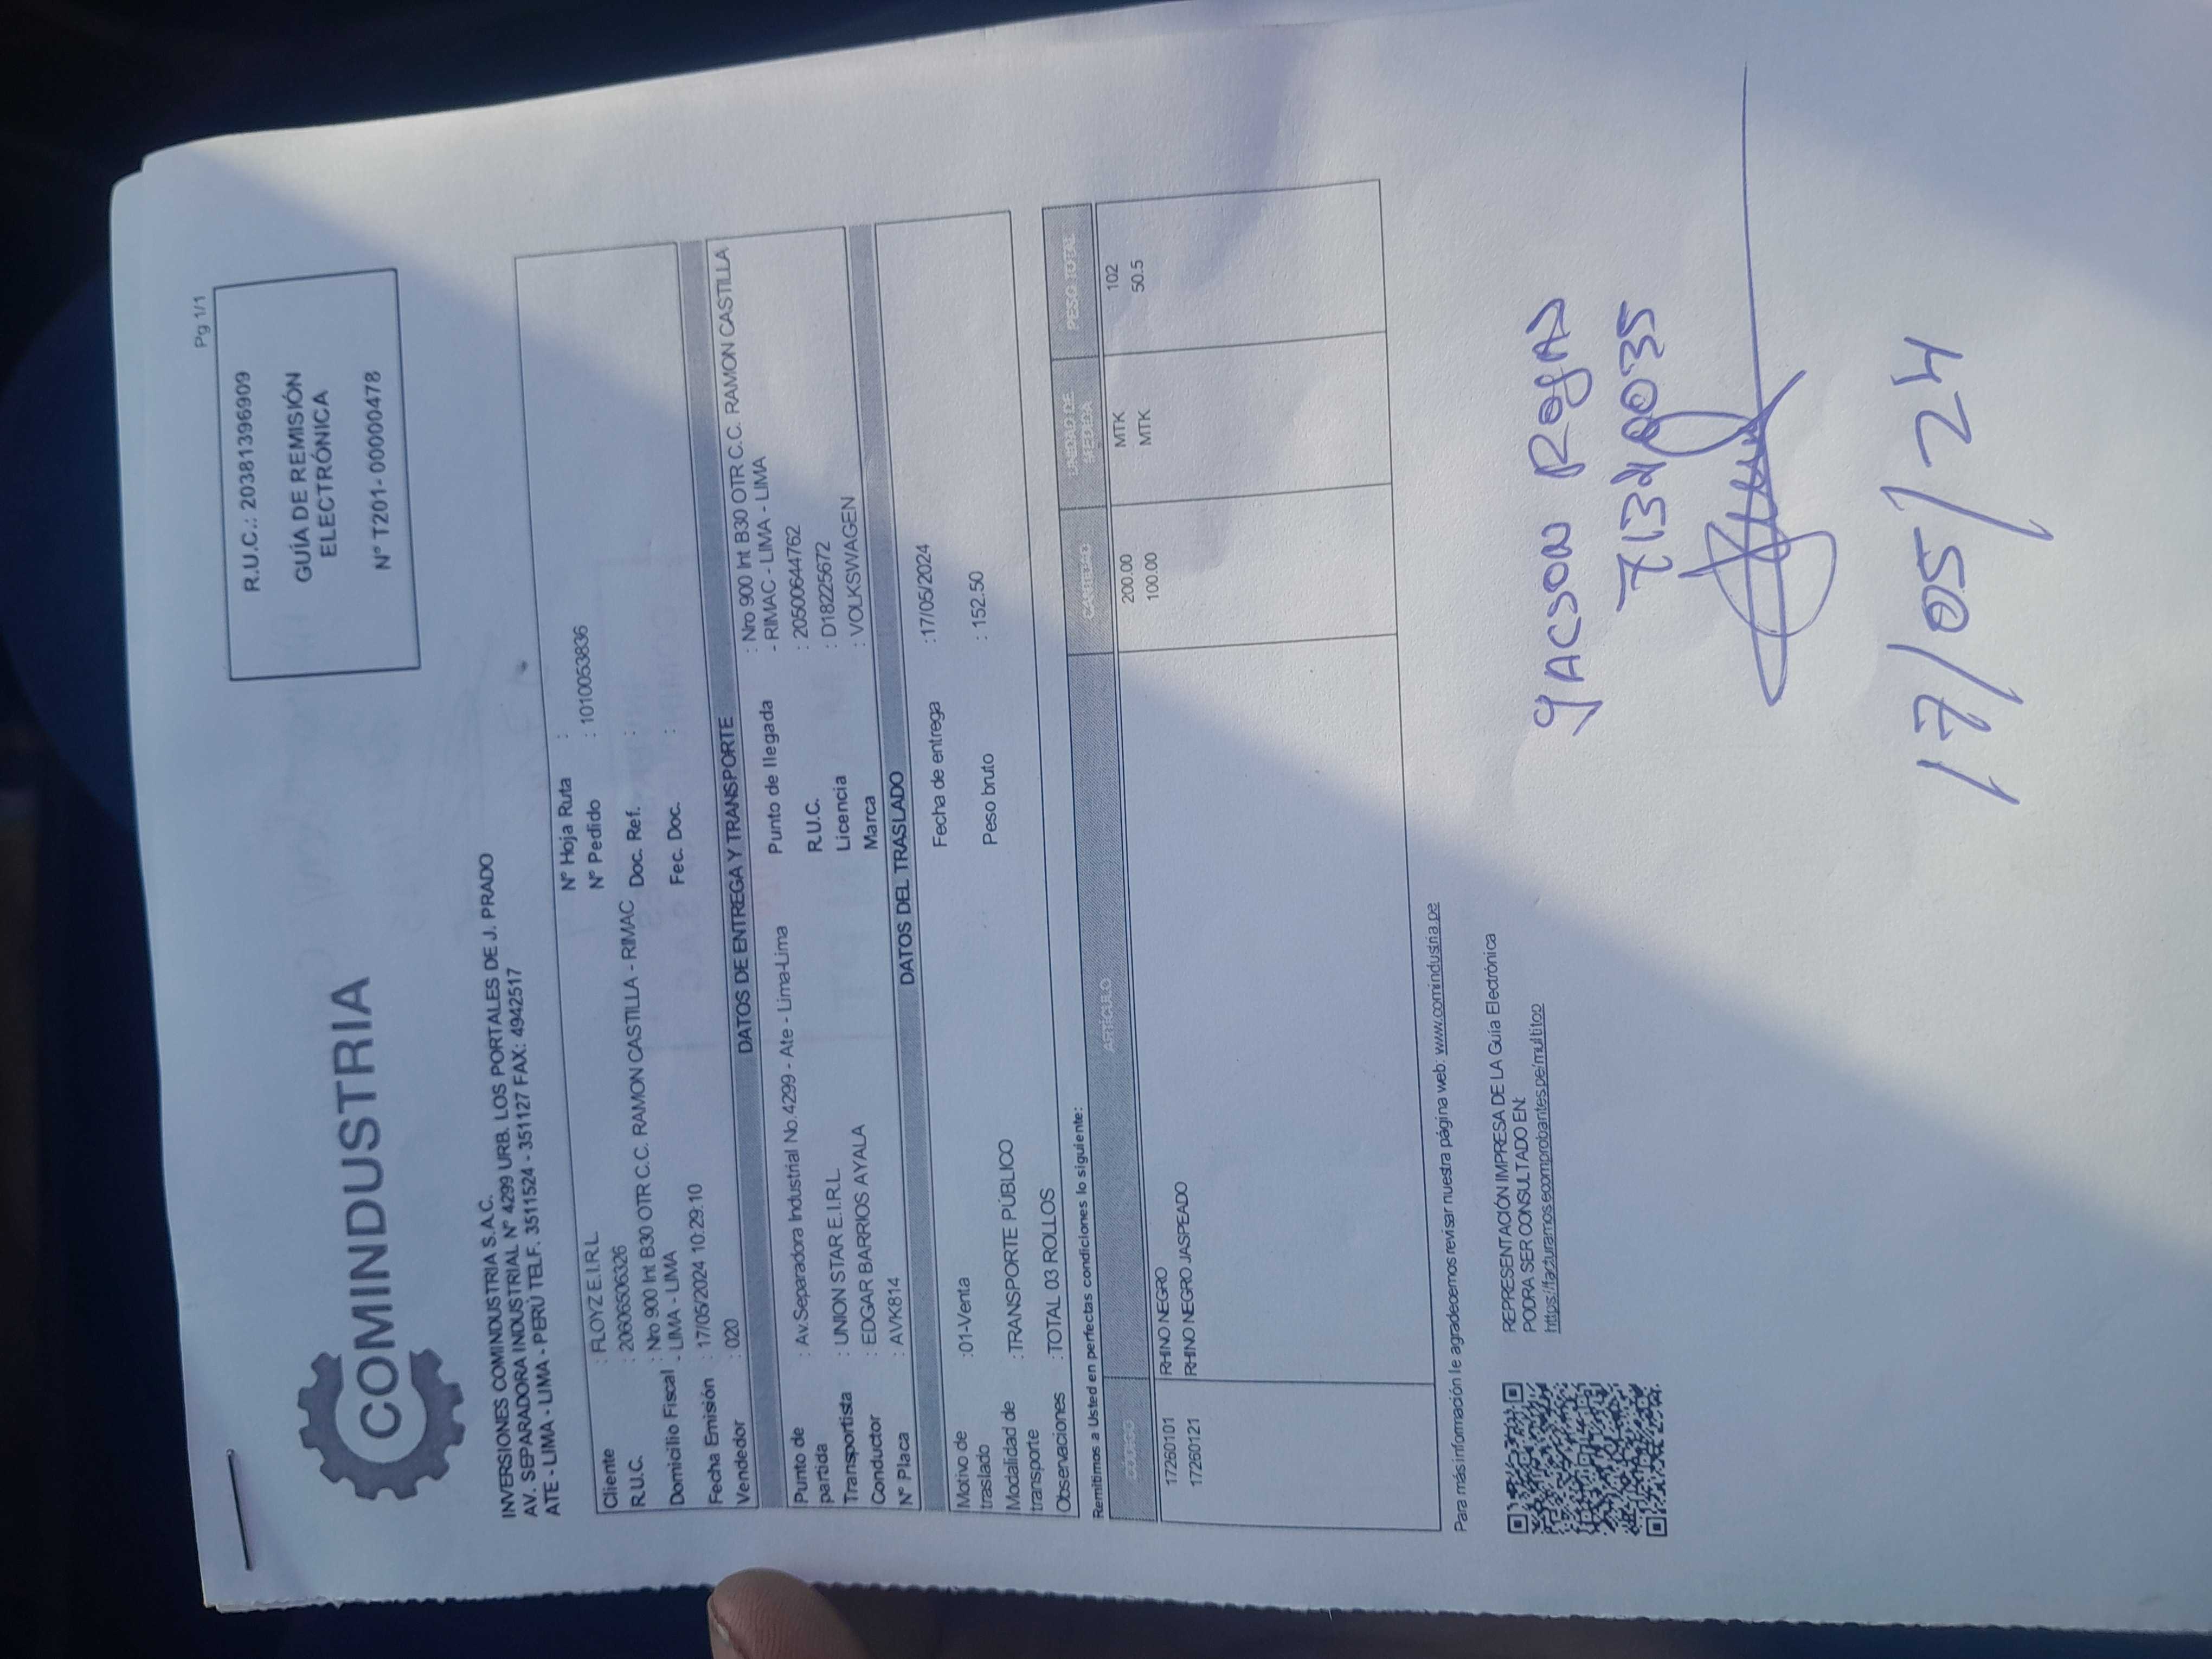 Pg 1/1
R.U.C.: 20381396909
GUÍA DE REMISIÓN
ELECTRÓNICA
Nº T201- 00000478
COMINDUSTRIA
INVERSIONES COMINDUSTRIA S.A.C.
AV. SEPARADORA INDUSTRIAL Nº 4299 URB. LOS PORTALES DE J. PRADO
ATE - LIMA - LIMA - PERÚ TELF. 3511524 - 351127 FAX: 4942517
Cliente : FLOYZ E.I.R.L Nº Hoja Ruta :
R.U.C. : 20606506326 Nº Pedido : 10100538​36
Domicilio Fiscal : Nro 900 Int B30 OTR C.C. RAMON CASTILLA - RIMAC Doc. Ref. :
- LIMA - LIMA Fec. Doc. :
Fecha Emisión : 17/05/2024 10:29:10
Vendedor : 020
DATOS DE ENTREGA Y TRANSPORTE
Punto de partida : Av.Separadora Industrial No.4299 - Ate - Lima-Lima Punto de llegada : Nro 900 Int B30 OTR C.C. RAMON CASTILLA
- RIMAC - LIMA - LIMA
Transportista : UNION STAR E.I.R.L. R.U.C. : 20500644762
Conductor : EDGAR BARRIOS AYALA Licencia : D18225672
Nº Placa : AVK814 Marca : VOLKSWAGEN
DATOS DEL TRASLADO
Motivo de traslado :01-Venta Fecha de entrega :17/05/2024
Modalidad de transporte : TRANSPORTE PÚBLICO Peso bruto : 152.50
Observaciones : TOTAL 03 ROLLOS
Remitimos a Usted en perfectas condiciones lo siguiente:
CODIGO ARTÍCULO CANTIDAD UNIDAD DE MEDIDA PESO TOTAL
17260101 RHINO NEGRO 200.00 MTK 102
17260121 RHINO NEGRO JASPEADO 100.00 MTK 50.5
Para más información le agradecemos revisar nuestra página web: www.comindustria.pe
REPRESENTACIÓN IMPRESA DE LA Guía Electrónica
PODRA SER CONSULTADO EN:
https://facturamos.ecomprobantes.pe/multitop
YACSON ROJAS
17/05/24